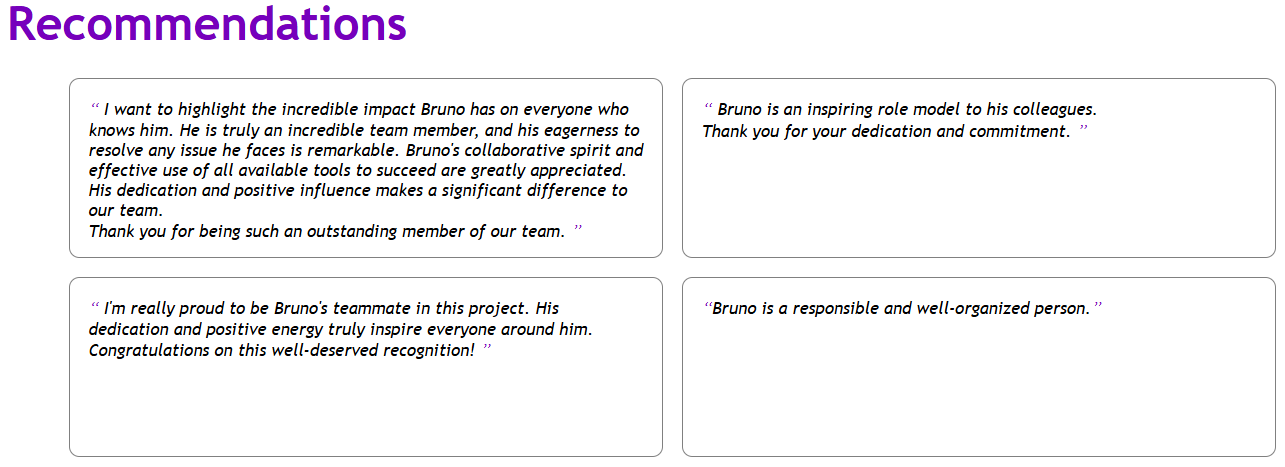 Recommendations
“ I want to highlight the incredible impact Bruno has on everyone who
knows him. He is truly an incredible team member, and his eagerness to
resolve any issue he faces is remarkable. Bruno's collaborative spirit and
effective use of all available tools to succeed are greatly appreciated.
His dedication and positive influence makes a significant difference to
our team.
Thank you for being such an outstanding member of our team. ”
“ Bruno is an inspiring role model to his colleagues.
Thank you for your dedication and commitment. ”
“ I'm really proud to be Bruno's teammate in this project. His
dedication and positive energy truly inspire everyone around him.
Congratulations on this well-deserved recognition! ”
“Bruno is a responsible and well-organized person.”